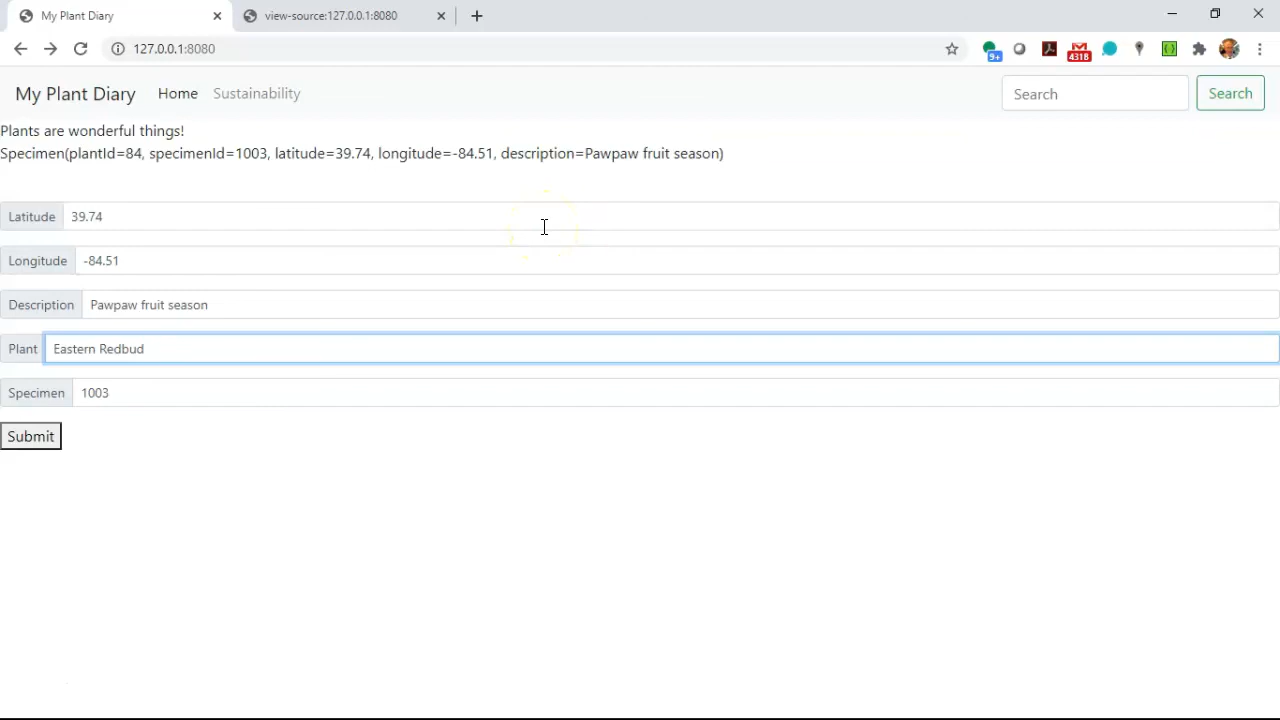 My Plant Diary
view-source:127.0.0.1:8080
127.0.0.1:8080
9+
4318
My Plant Diary Home Sustainability Search Search
Plants are wonderful things!
Specimen(plantId=84, specimenId=1003, latitude=39.74, longitude=-84.51, description=Pawpaw fruit season)
Latitude 39.74
Longitude -84.51
Description Pawpaw fruit season
Plant Eastern Redbud
Specimen 1003
Submit